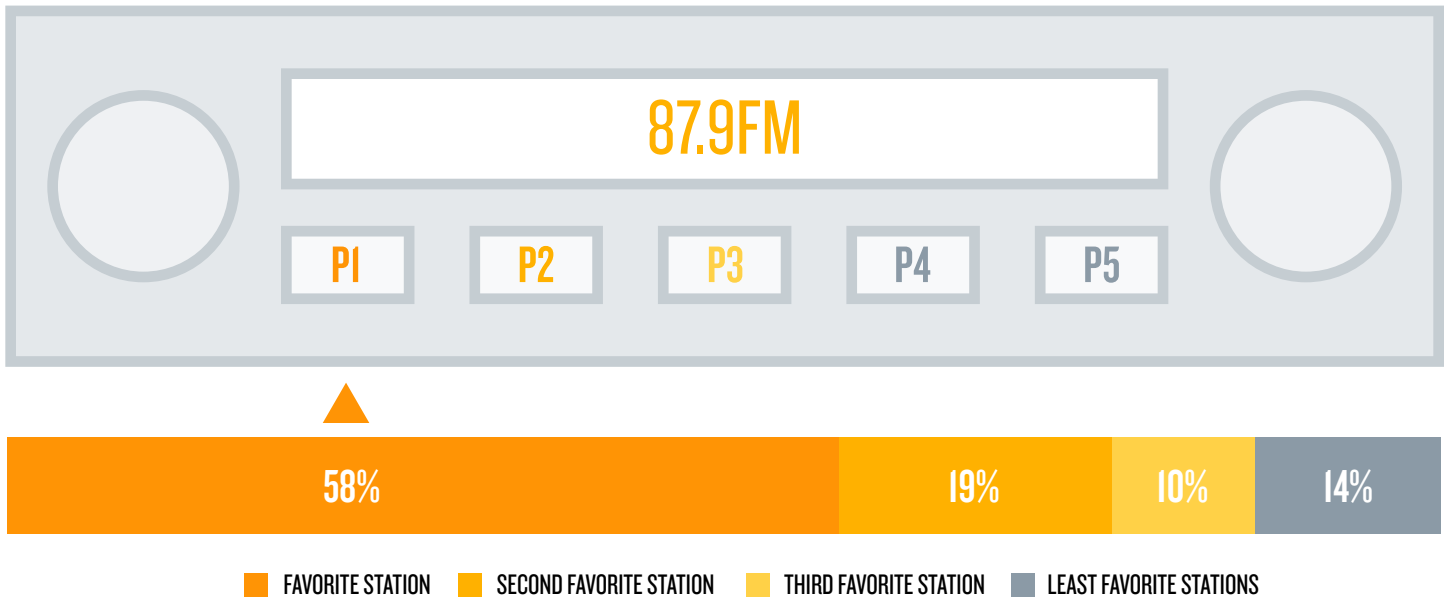 87.9FM
P1 P2 P3 P4 P5
58% 19% 10% 14%
FAVORITE STATION SECOND FAVORITE STATION THIRD FAVORITE STATION LEAST FAVORITE STATIONS